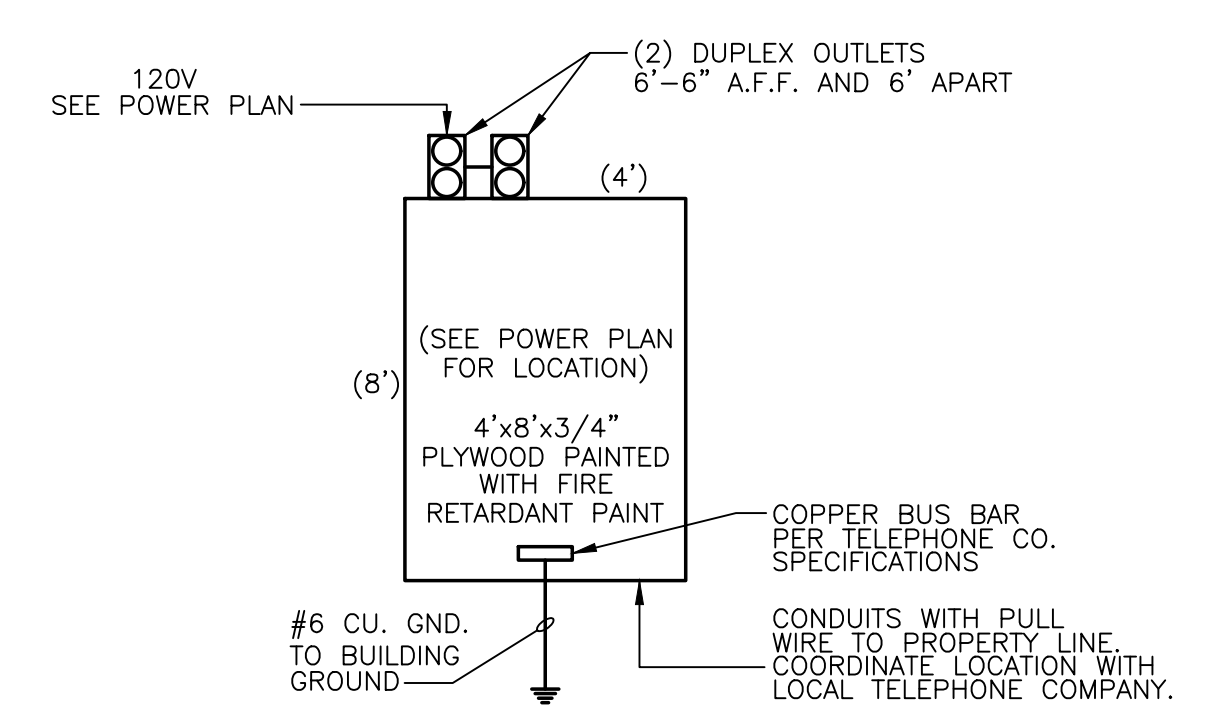 120V
SEE POWER PLAN
(2) DUPLEX OUTLETS
6'-6" A.F.F. AND 6' APART
(4')
(8')
(SEE POWER PLAN
FOR LOCATION)
4'x8'x3/4"
PLYWOOD PAINTED
WITH FIRE
RETARDANT PAINT
COPPER BUS BAR
PER TELEPHONE CO.
SPECIFICATIONS
#6 CU. GND.
TO BUILDING
GROUND
CONDUITS WITH PULL
WIRE TO PROPERTY LINE.
COORDINATE LOCATION WITH
LOCAL TELEPHONE COMPANY.